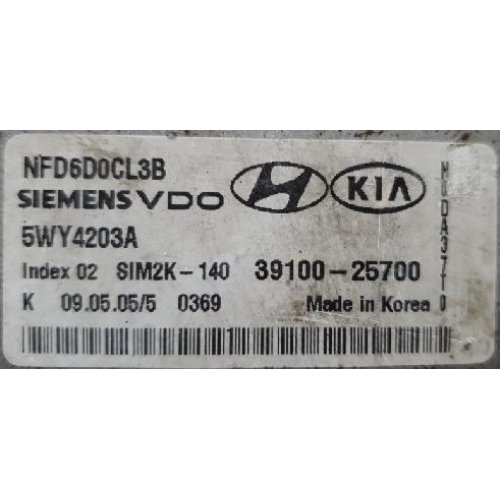 NFD6D0CL3B
SIEMENS VDO KIA
5WY4203A
Index 02 SIM2K-140 39100-25700
K 09.05.05/5 0369 Made in Korea